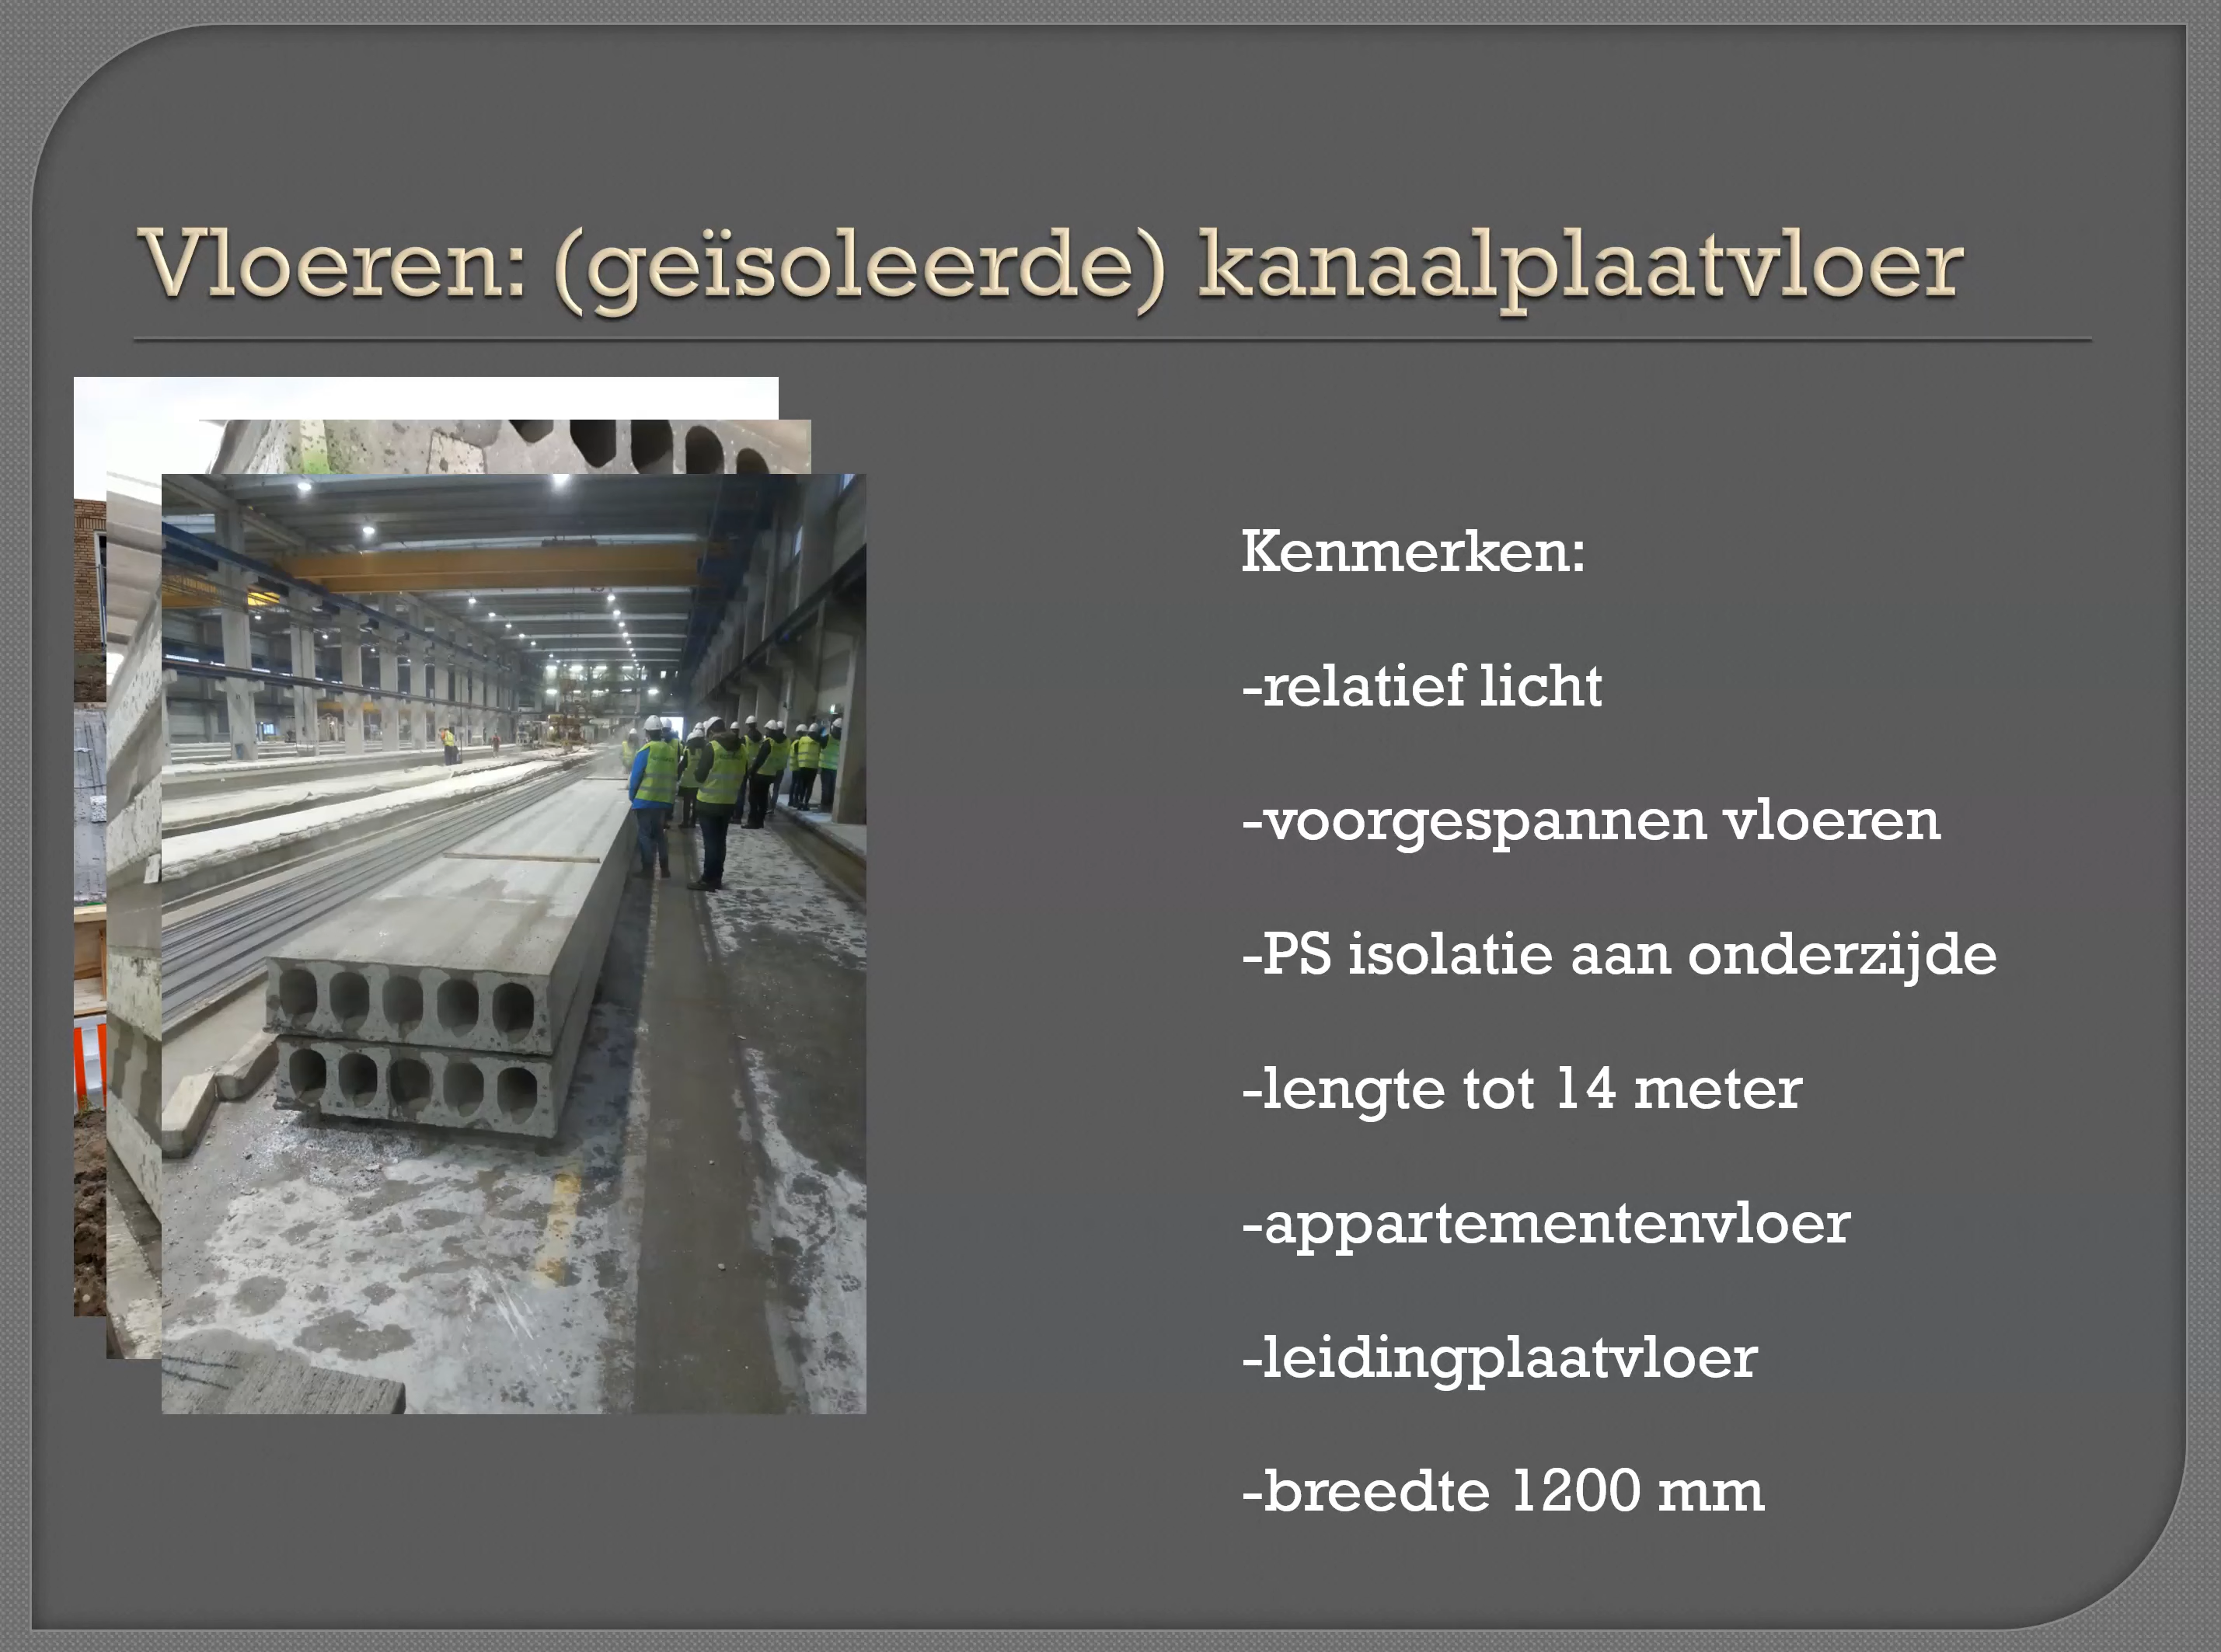 Vloeren: (geïsoleerde) kanaalplaatvloer
Kenmerken:
-relatief licht
-voorgespannen vloeren
-PS isolatie aan onderzijde
-lengte tot 14 meter
-appartementenvloer
-leidingplaatvloer
-breedte 1200 mm